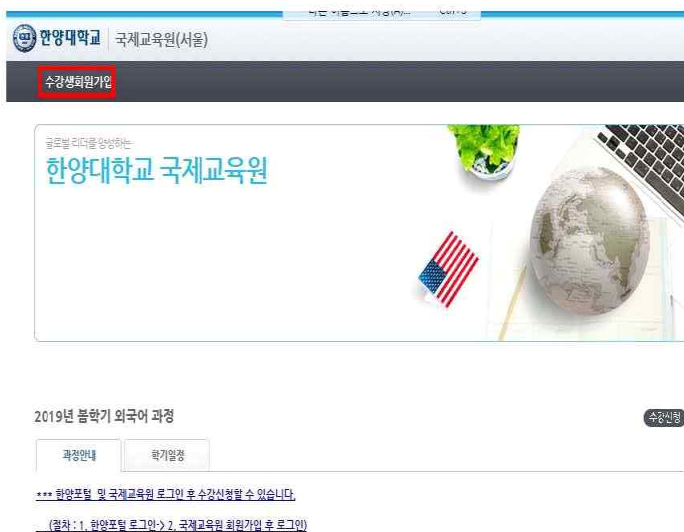 한양대학교 국제교육원(서울)
수강생회원가입
글로벌 리더를 양성하는
한양대학교 국제교육원
2019년 봄학기 외국어 과정
수강신청
과정안내 학기일정
*** 한양포털 및 국제교육원 로그인 후 수강신청할 수 있습니다.
(절차 : 1. 한양포털 로그인-> 2. 국제교육원 회원가입 후 로그인)